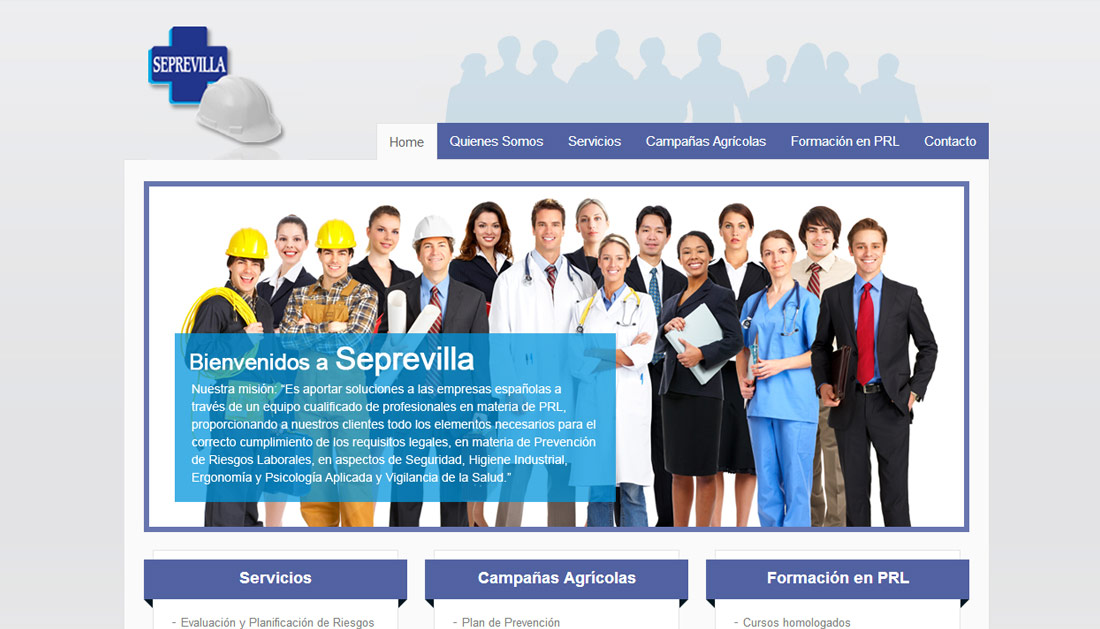 SEPREVILLA
Home Quienes Somos Servicios Campañas Agrícolas Formación en PRL Contacto
Bienvenidos a Seprevilla
Nuestra misión: "Es aportar soluciones a las empresas españolas a
través de un equipo cualificado de profesionales en materia de PRL,
proporcionando a nuestros clientes todo los elementos necesarios para el
correcto cumplimiento de los requisitos legales, en materia de Prevención
de Riesgos Laborales, en aspectos de Seguridad, Higiene Industrial,
Ergonomía y Psicología Aplicada y Vigilancia de la Salud."
Servicios
Campañas Agrícolas
Formación en PRL
- Evaluación y Planificación de Riesgos
- Plan de Prevención
- Cursos homologados